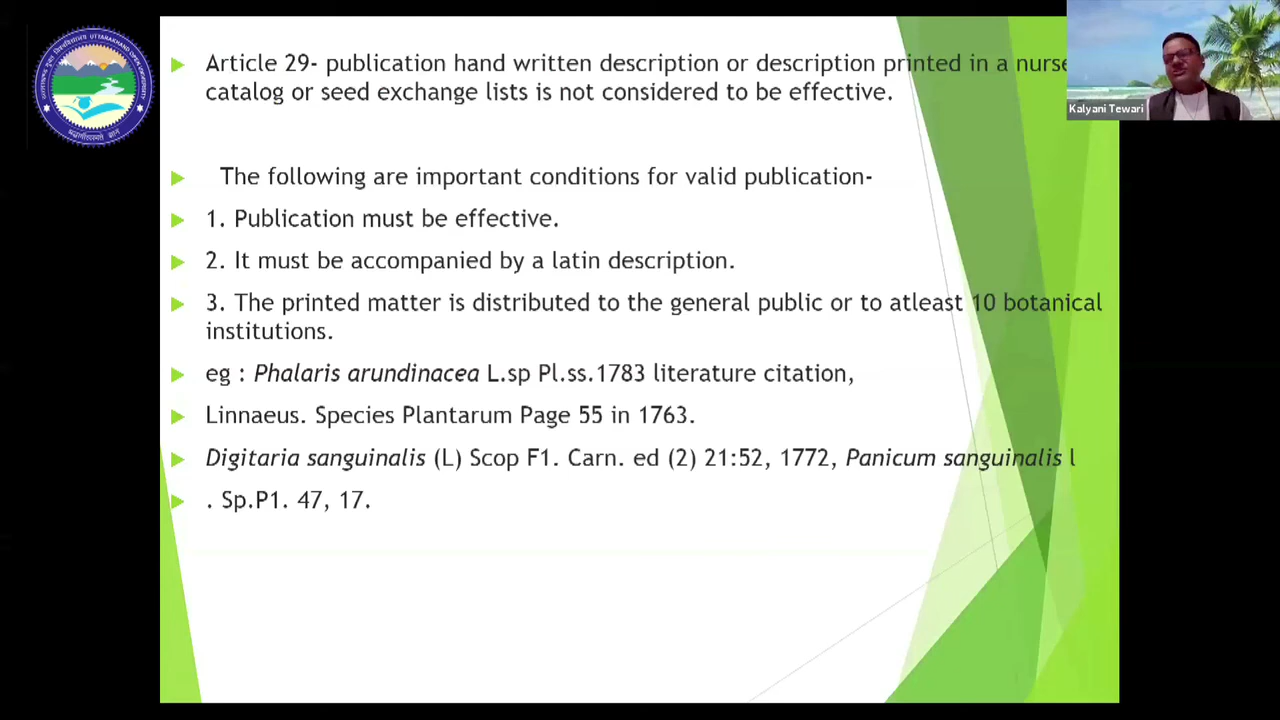 Article 29- publication hand written description or description printed in a nurse
catalog or seed exchange lists is not considered to be effective.
The following are important conditions for valid publication-
1. Publication must be effective.
2. It must be accompanied by a latin description.
3. The printed matter is distributed to the general public or to atleast 10 botanical
institutions.
eg : Phalaris arundinacea L.sp Pl.ss.1783 literature citation,
Linnaeus. Species Plantarum Page 55 in 1763.
Digitaria sanguinalis (L) Scop F1. Carn. ed (2) 21:52, 1772, Panicum sanguinalis l
. Sp.P1. 47, 17.
Kalyani Tewari
UTTARAKHAND OPEN UNIVERSITY